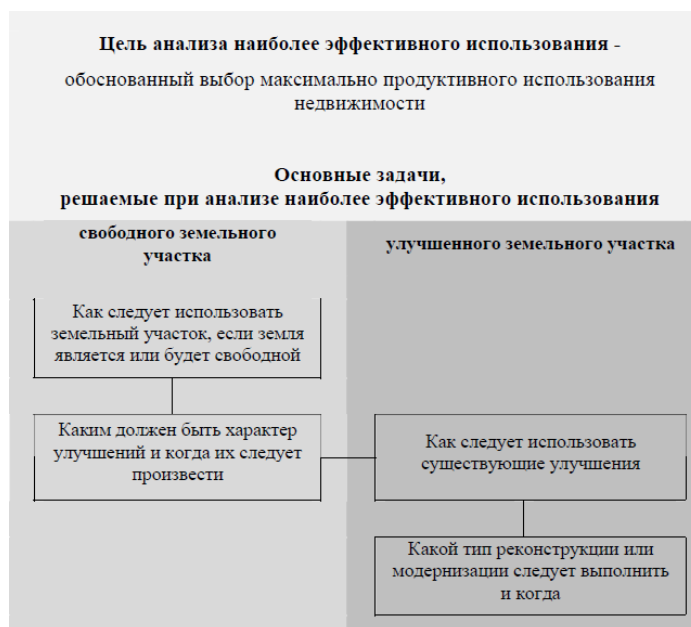 Цель анализа наиболее эффективного использования -
обоснованный выбор максимально продуктивного использования
недвижимости
Основные задачи,
решаемые при анализе наиболее эффективного использования
свободного земельного
участка
улучшенного земельного участка
Как следует использовать
земельный участок, если земля
является или будет свободной
Каким должен быть характер
улучшений и когда их следует
произвести
Как следует использовать
существующие улучшения
Какой тип реконструкции или
модернизации следует выполнить
и когда